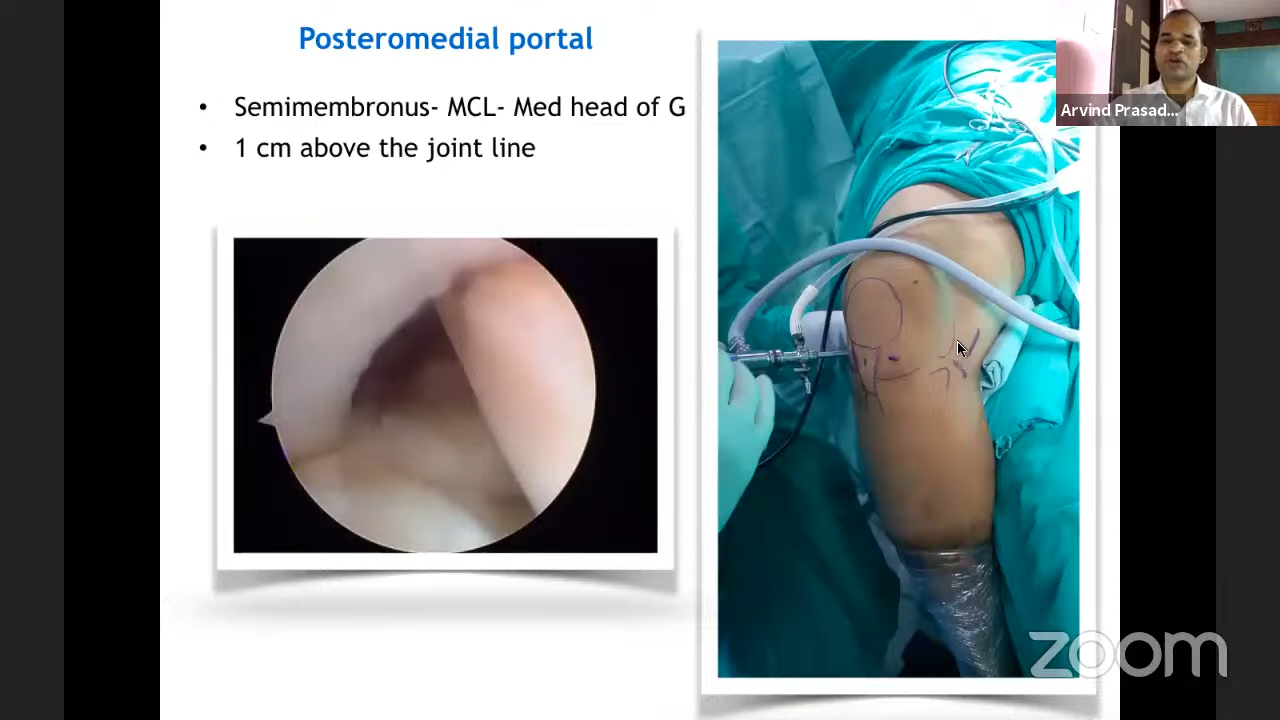 Posteromedial portal
• Semimembronus- MCL- Med head of G
• 1 cm above the joint line
Arvind Prasad...
zoom